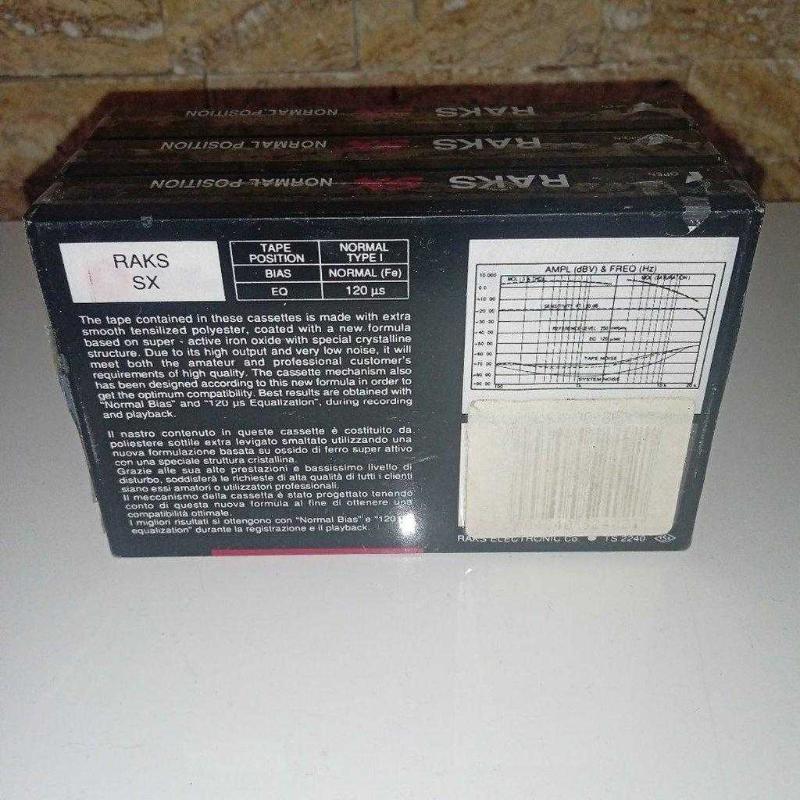 RAKS NORMAL POSITION
RAKS SX NORMAL POSITION
RAKS SX NORMAL POSITION
OPEN
RAKS
SX
TAPE POSITION NORMAL TYPE I
BIAS NORMAL (Fe)
EQ 120 µs
The tape contained in these cassettes is made with extra
smooth tensilized polyester, coated with a new formula
based on super - active iron oxide with special crystalline
structure. Due to its high output and very low noise, it will
meet both the amateur and professional customer's
requirements of high quality. The cassette mechanism also
has been designed according to this new formula in order to
get the optimum compatibility. Best results are obtained with
"Normal Bias" and "120 µs Equalization", during recording
and playback.
Il nastro contenuto in queste cassette è costituito da
poliestere sottile extra levigato smaltato utilizzando una
nuova formulazione basata su ossido di ferro super attivo
con una speciale struttura cristallina.
Grazie alle sue alte prestazioni e bassissimo livello di
disturbo, soddisferà le richieste di alta qualità di tutti i clienti
siano essi amatori o utilizzatori professionali.
Il meccanismo della cassetta è stato progettato tenendo
conto di questa nuova formula al fine di ottenere una
compatibilità ottimale.
I migliori risultati si ottengono con "Normal Bias" e "120
equalization" durante la registrazione e il playback.
AMPL (dBV) & FREQ (Hz)
TAPE NOISE
SYSTEM NOISE
RAKS ELECTRONIC Co ● TS 2240